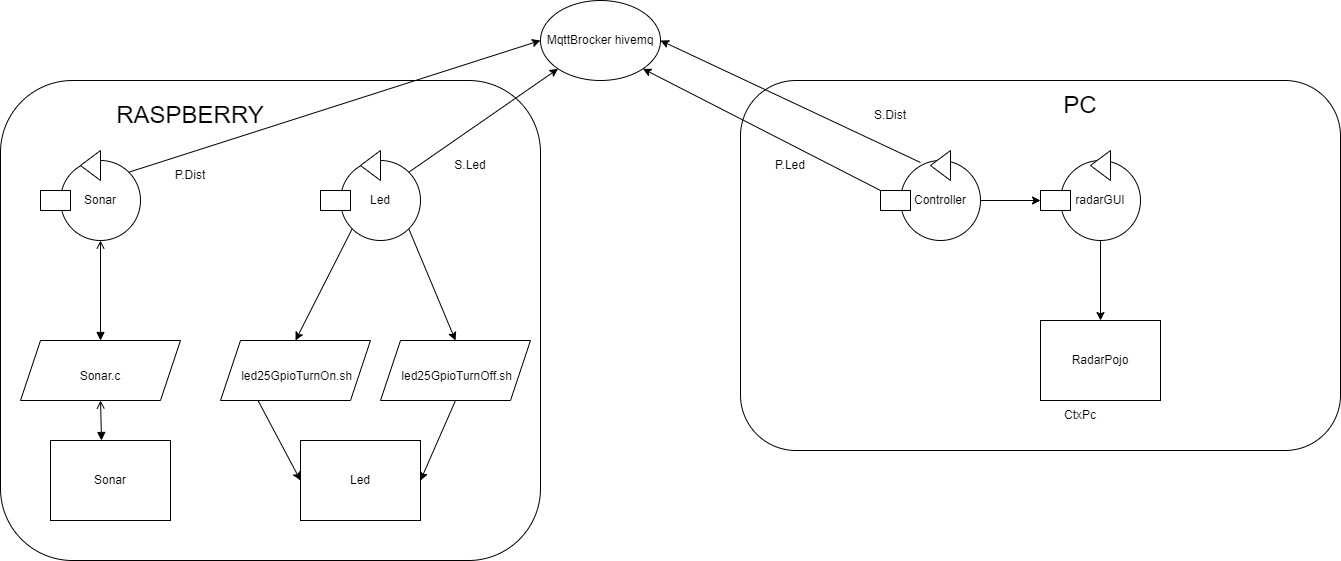 MqttBrocker hivemq
RASPBERRY
PC
S.Dist
P.Dist
S.Led
P.Led
Sonar
Led
Controller
radarGUI
Sonar.c
led25GpioTurnOn.sh
led25GpioTurnOff.sh
RadarPojo
CtxPc
Sonar
Led